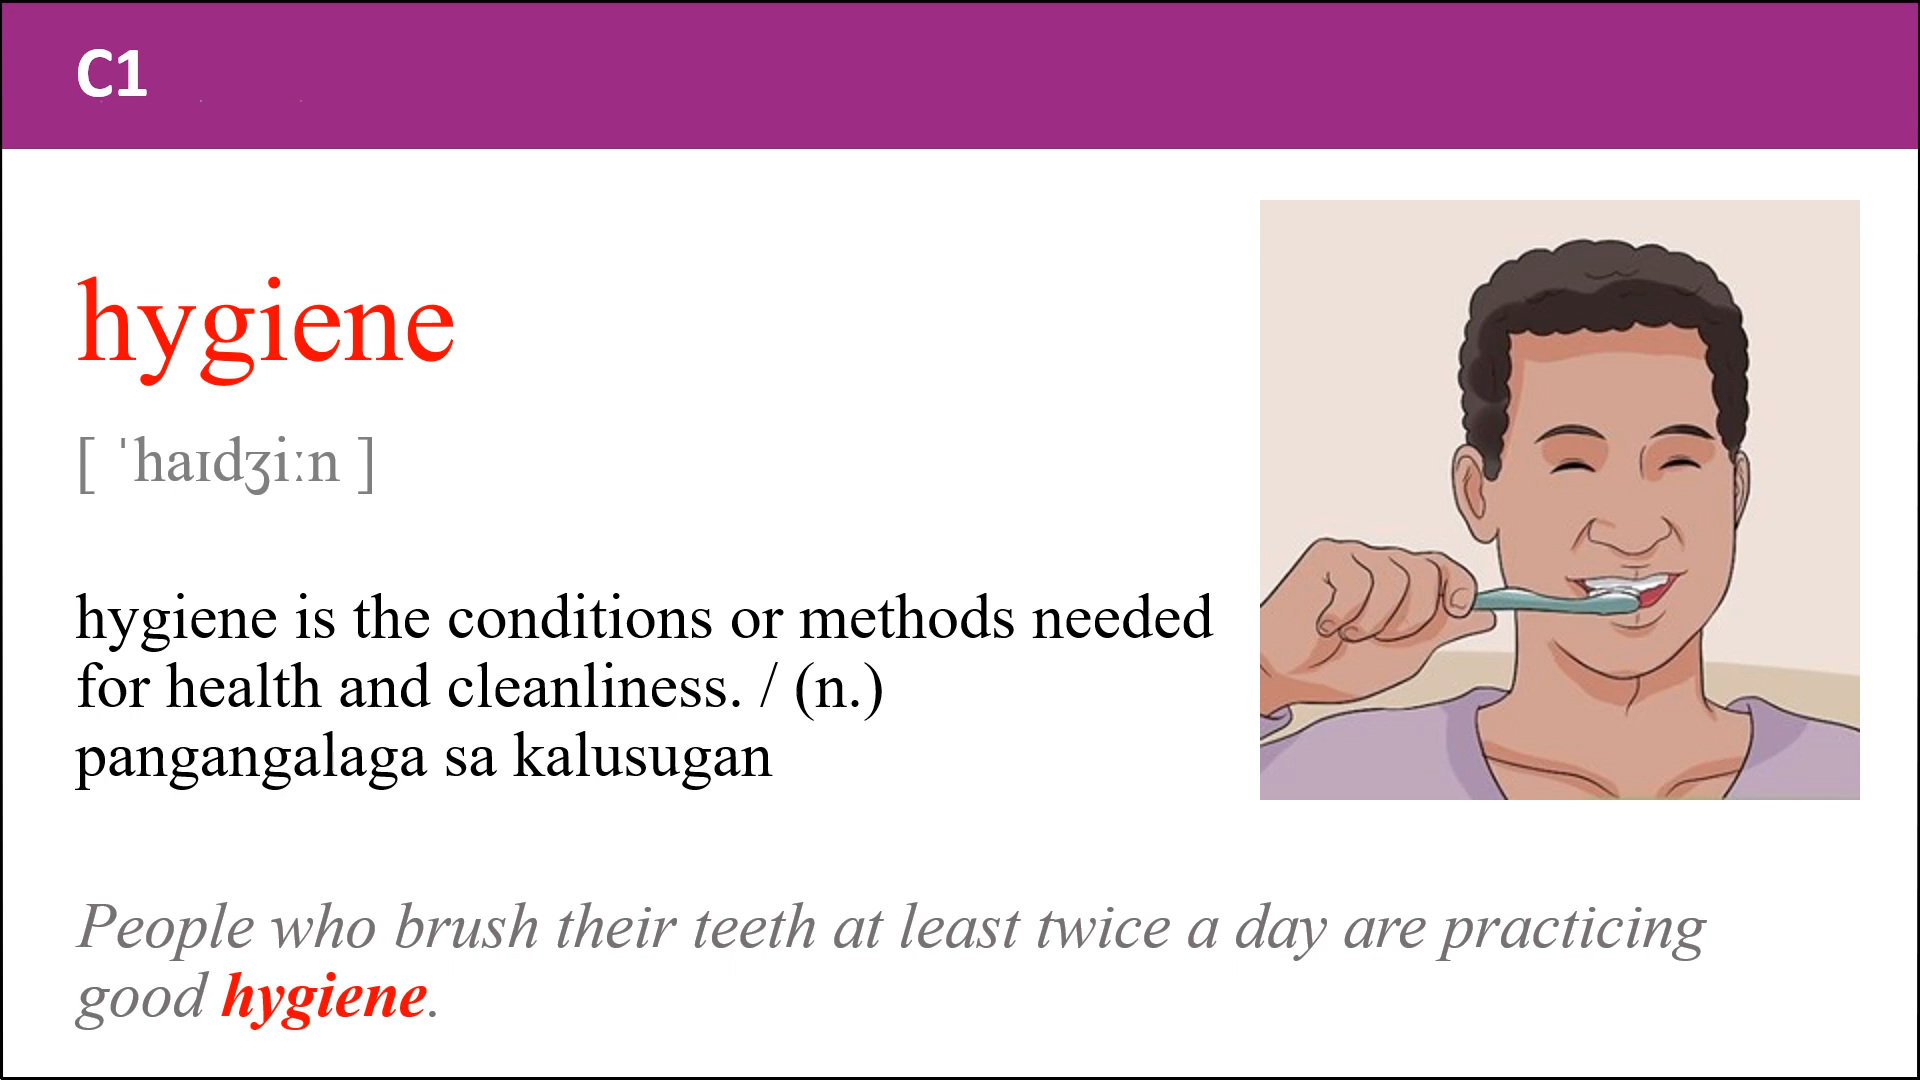 C1
hygiene
[ ˈhaɪdʒiːn ]
hygiene is the conditions or methods needed
for health and cleanliness. / (n.)
pangangalaga sa kalusugan
People who brush their teeth at least twice a day are practicing
good hygiene.